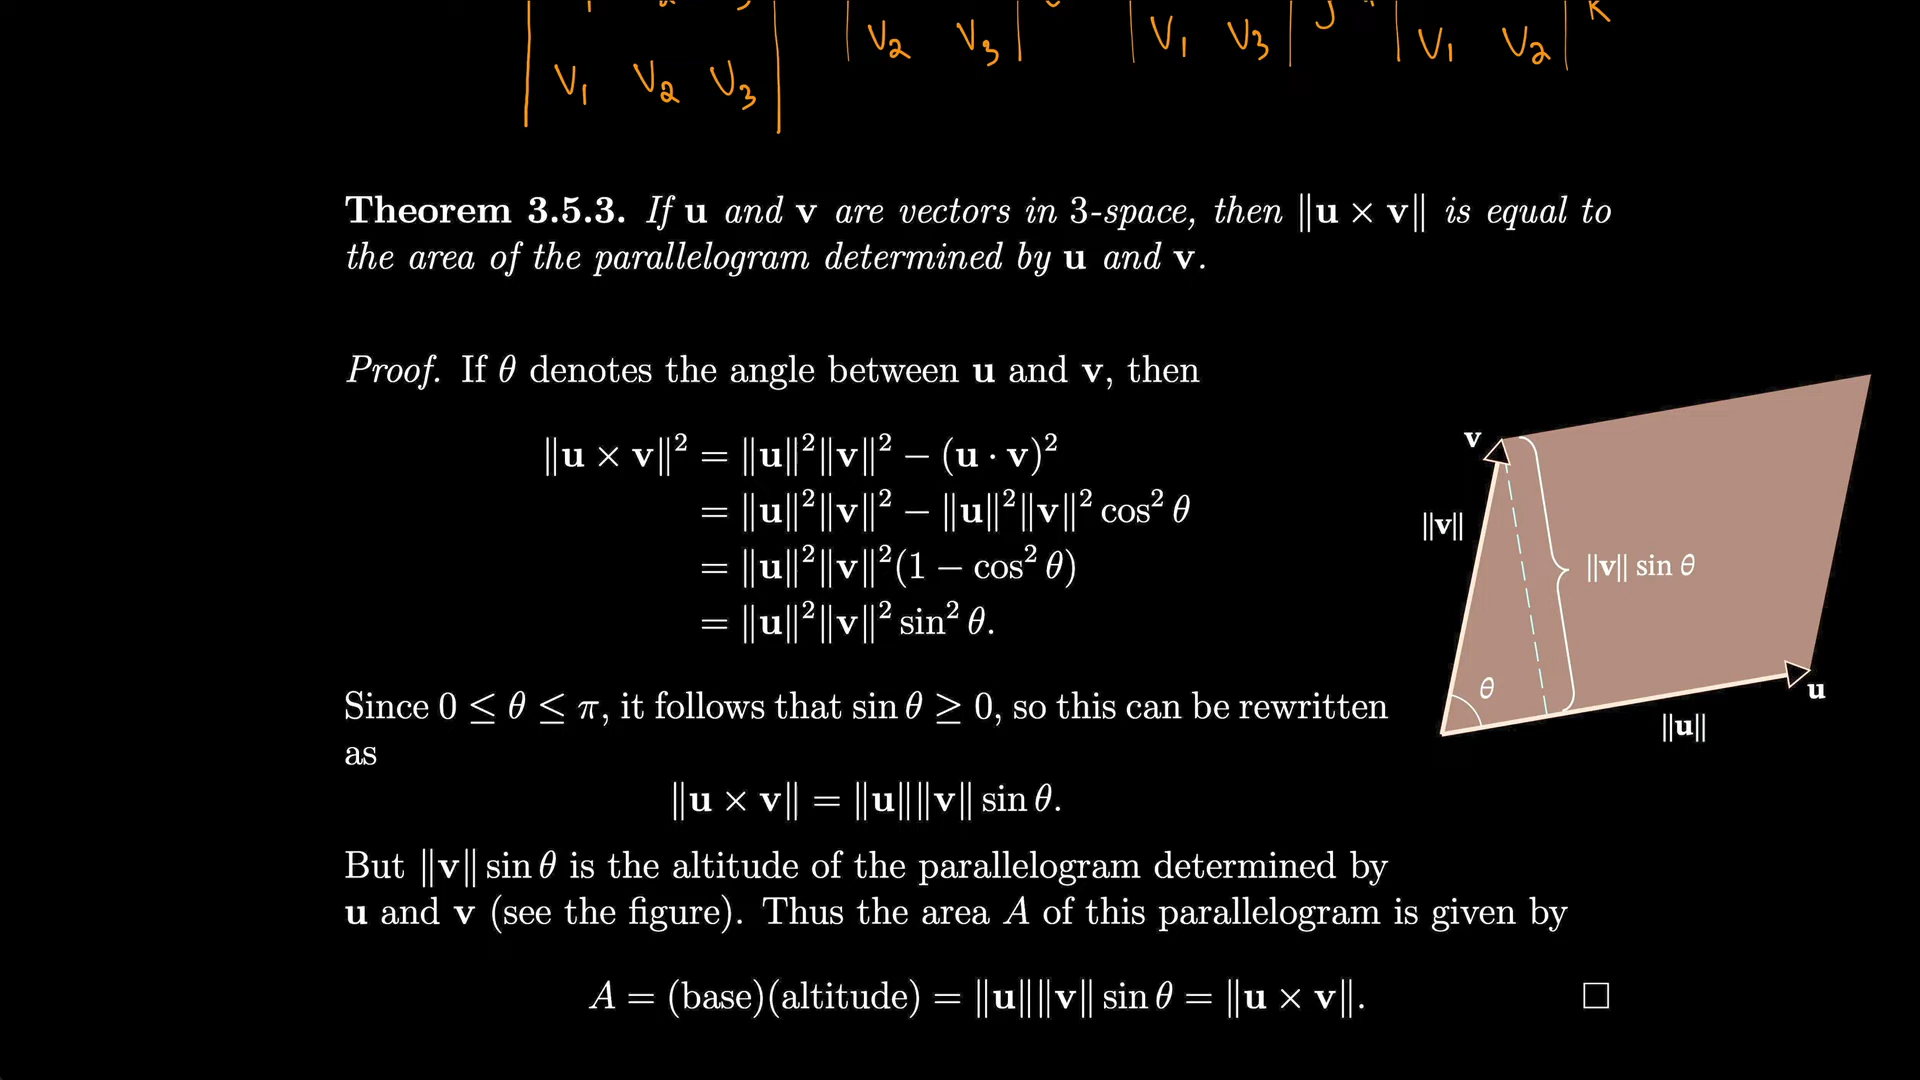 V₂ V₃
V₁ V₃
j
V₁ V₂
k
V₁ V₂ V₃
Theorem 3.5.3. If u and v are vectors in 3-space, then ‖u × v‖ is equal to
the area of the parallelogram determined by u and v.
Proof. If θ denotes the angle between u and v, then
‖u × v‖² = ‖u‖²‖v‖² − (u · v)²
= ‖u‖²‖v‖² − ‖u‖²‖v‖² cos² θ
= ‖u‖²‖v‖²(1 − cos² θ)
= ‖u‖²‖v‖² sin² θ.
v
‖v‖
‖v‖ sin θ
θ
u
‖u‖
Since 0 ≤ θ ≤ π, it follows that sin θ ≥ 0, so this can be rewritten
as
‖u × v‖ = ‖u‖‖v‖ sin θ.
But ‖v‖ sin θ is the altitude of the parallelogram determined by
u and v (see the figure). Thus the area A of this parallelogram is given by
A = (base)(altitude) = ‖u‖‖v‖ sin θ = ‖u × v‖. □